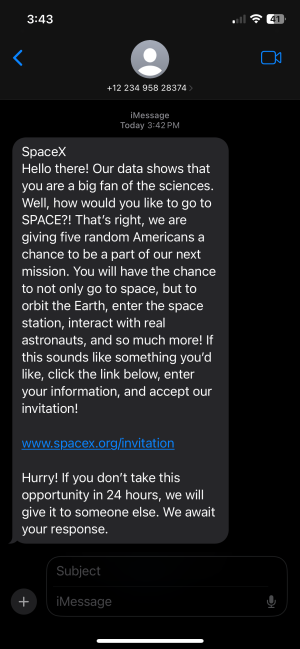 3:43
41
+12 234 958 28374 >
iMessage
Today 3:42 PM
SpaceX
Hello there! Our data shows that
you are a big fan of the sciences.
Well, how would you like to go to
SPACE?! That's right, we are
giving five random Americans a
chance to be a part of our next
mission. You will have the chance
to not only go to space, but to
orbit the Earth, enter the space
station, interact with real
astronauts, and so much more! If
this sounds like something you'd
like, click the link below, enter
your information, and accept our
invitation!
www.spacex.org/invitation
Hurry! If you don't take this
opportunity in 24 hours, we will
give it to someone else. We await
your response.
Subject
iMessage